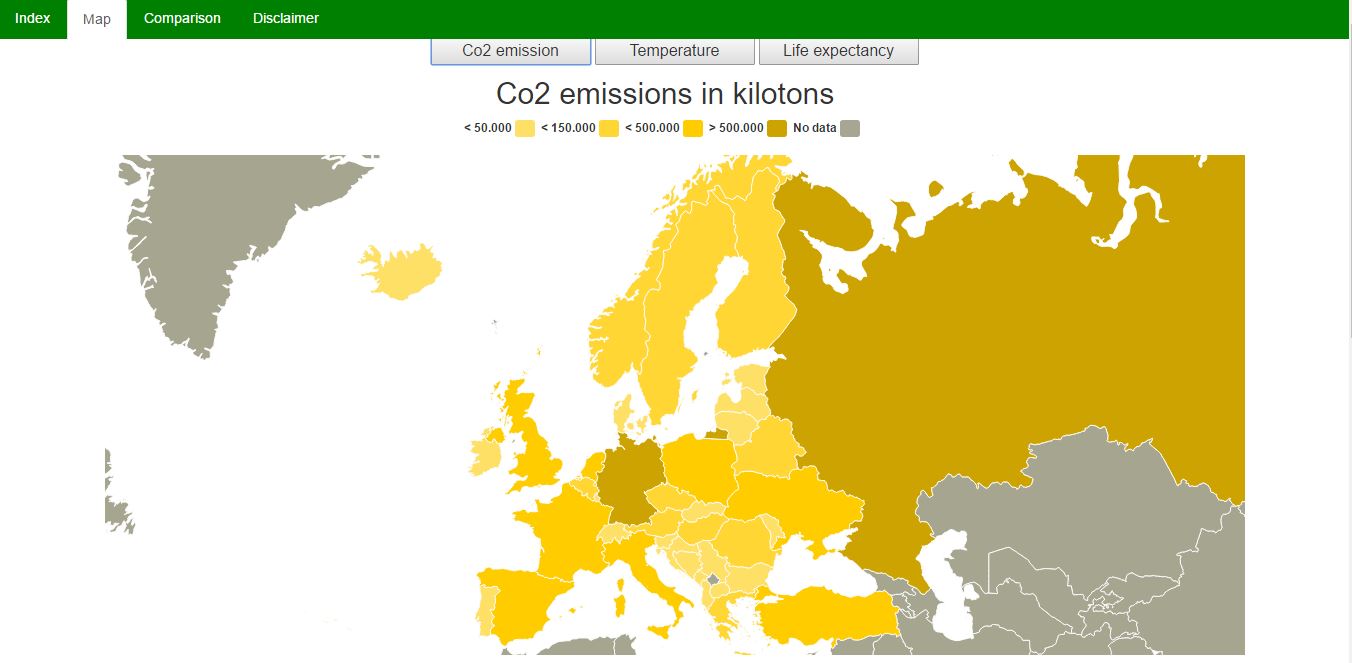 Index Map Comparison Disclaimer
Co2 emission Temperature Life expectancy
Co2 emissions in kilotons
< 50.000 < 150.000 < 500.000 > 500.000 No data